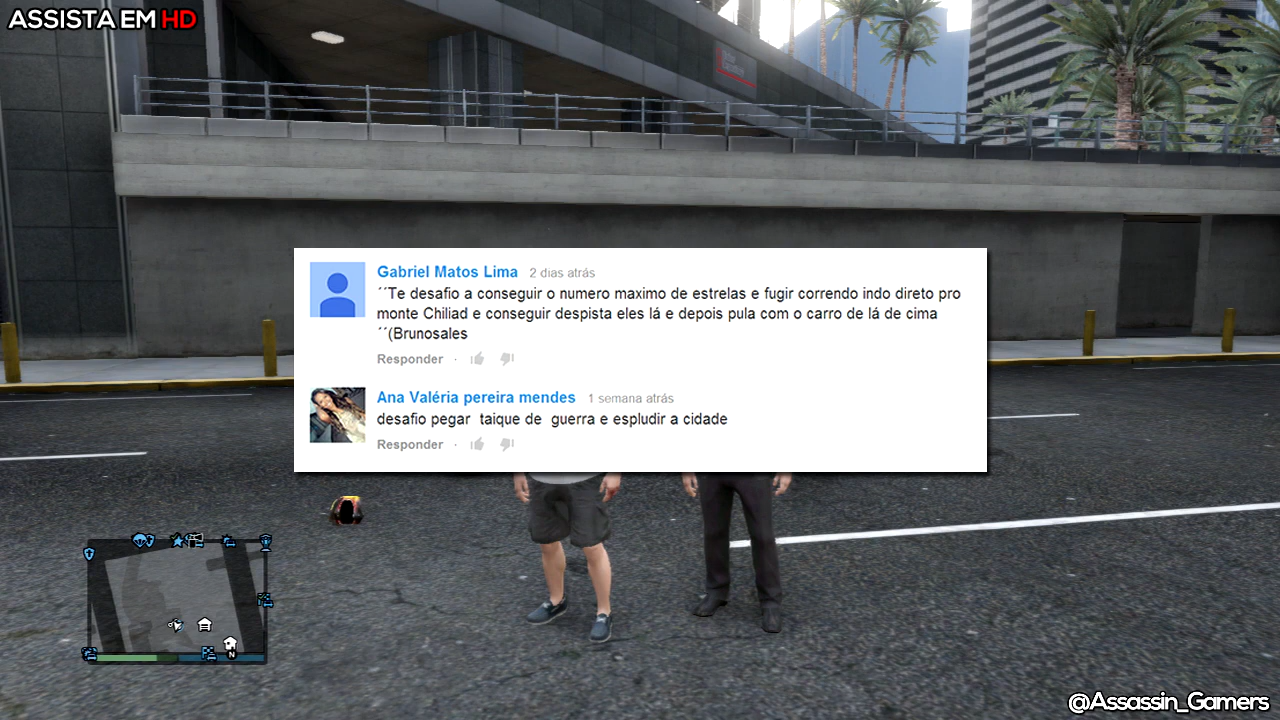 ASSISTA EM HD
Gabriel Matos Lima 2 dias atrás
´´Te desafio a conseguir o numero maximo de estrelas e fugir correndo indo direto pro
monte Chiliad e conseguir despista eles lá e depois pula com o carro de lá de cima
´´(Brunosales
Responder ·
Ana Valéria pereira mendes 1 semana atrás
desafio pegar  taique de  guerra e espludir a cidade
Responder ·
N
@Assassin_Gamers